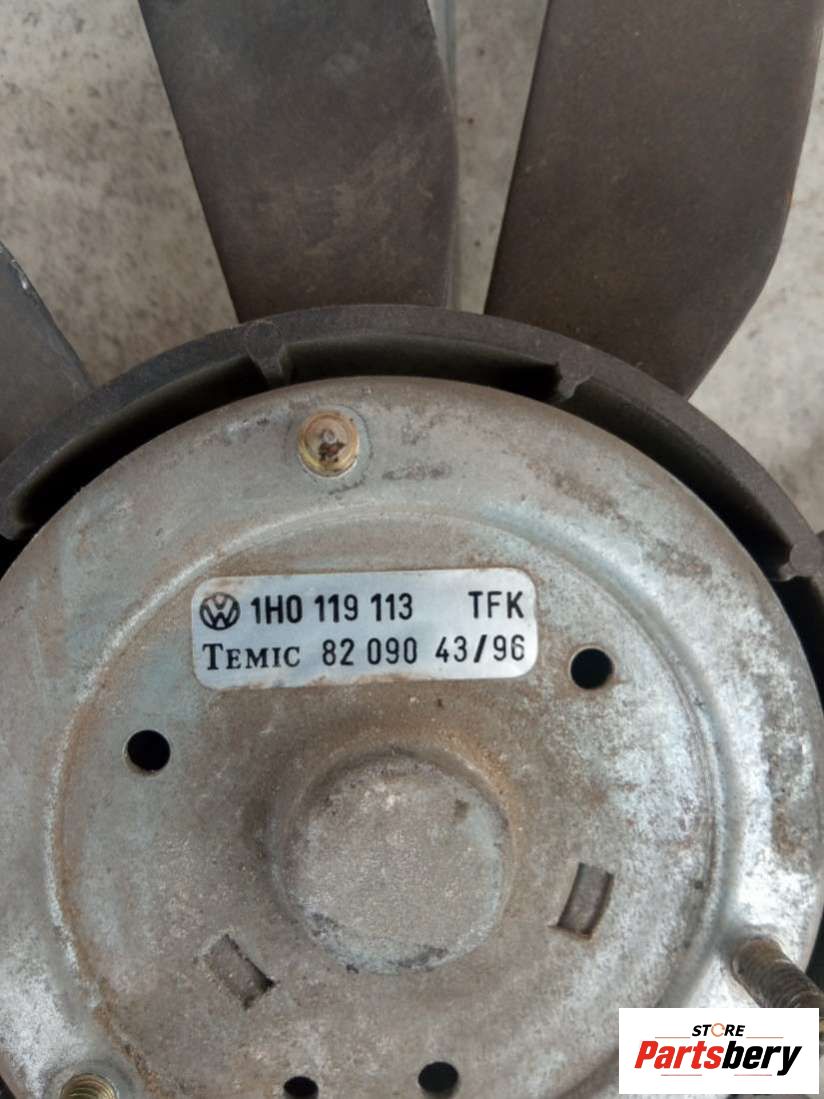 1H0 119 113 TFK
TEMIC 82 090 43/96
STORE
Partsbery